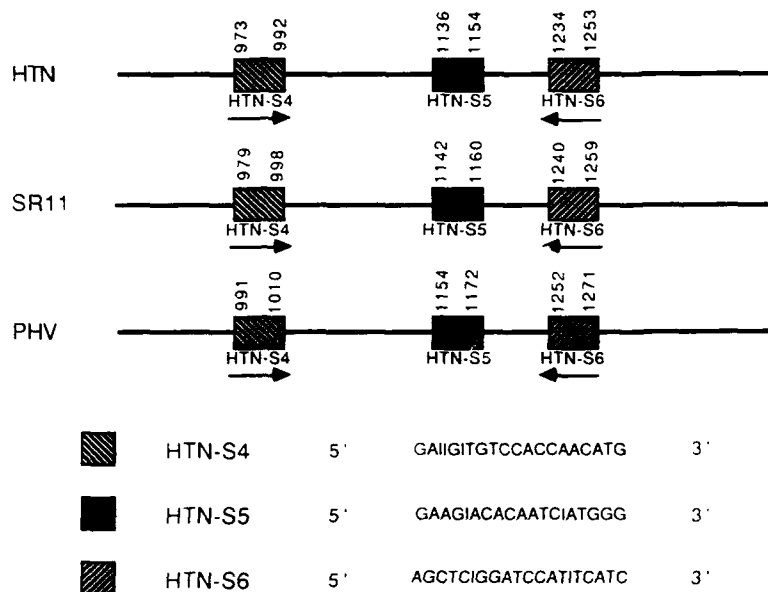 HTN
973 992 1136 1154 1234 1253
HTN-S4 HTN-S5 HTN-S6
SR11
979 998 1142 1160 1240 1259
HTN-S4 HTN-S5 HTN-S6
PHV
991 1010 1154 1172 1252 1271
HTN-S4 HTN-S5 HTN-S6
HTN-S4 5' GAIIGITGTCCACCAACATG 3'
HTN-S5 5' GAAGIACACAATCIATGGG 3'
HTN-S6 5' AGCTCIGGATCCATITCATC 3'